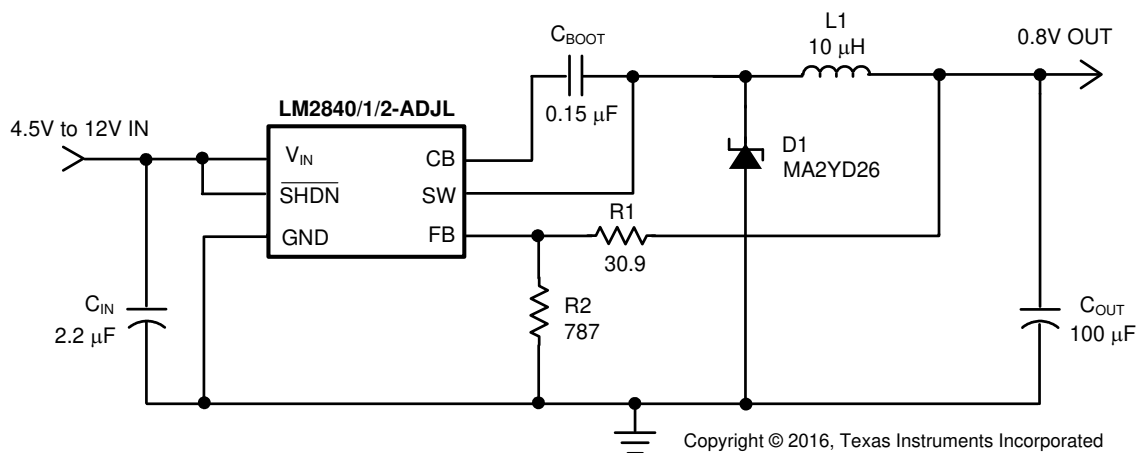 L1
10 μH
C_BOOT
0.8V OUT
0.15 μF
LM2840/1/2-ADJL
4.5V to 12V IN
V_IN
CB
SHDN
SW
GND
FB
D1
MA2YD26
R1
30.9
R2
787
C_IN
2.2 μF
C_OUT
100 μF
Copyright © 2016, Texas Instruments Incorporated